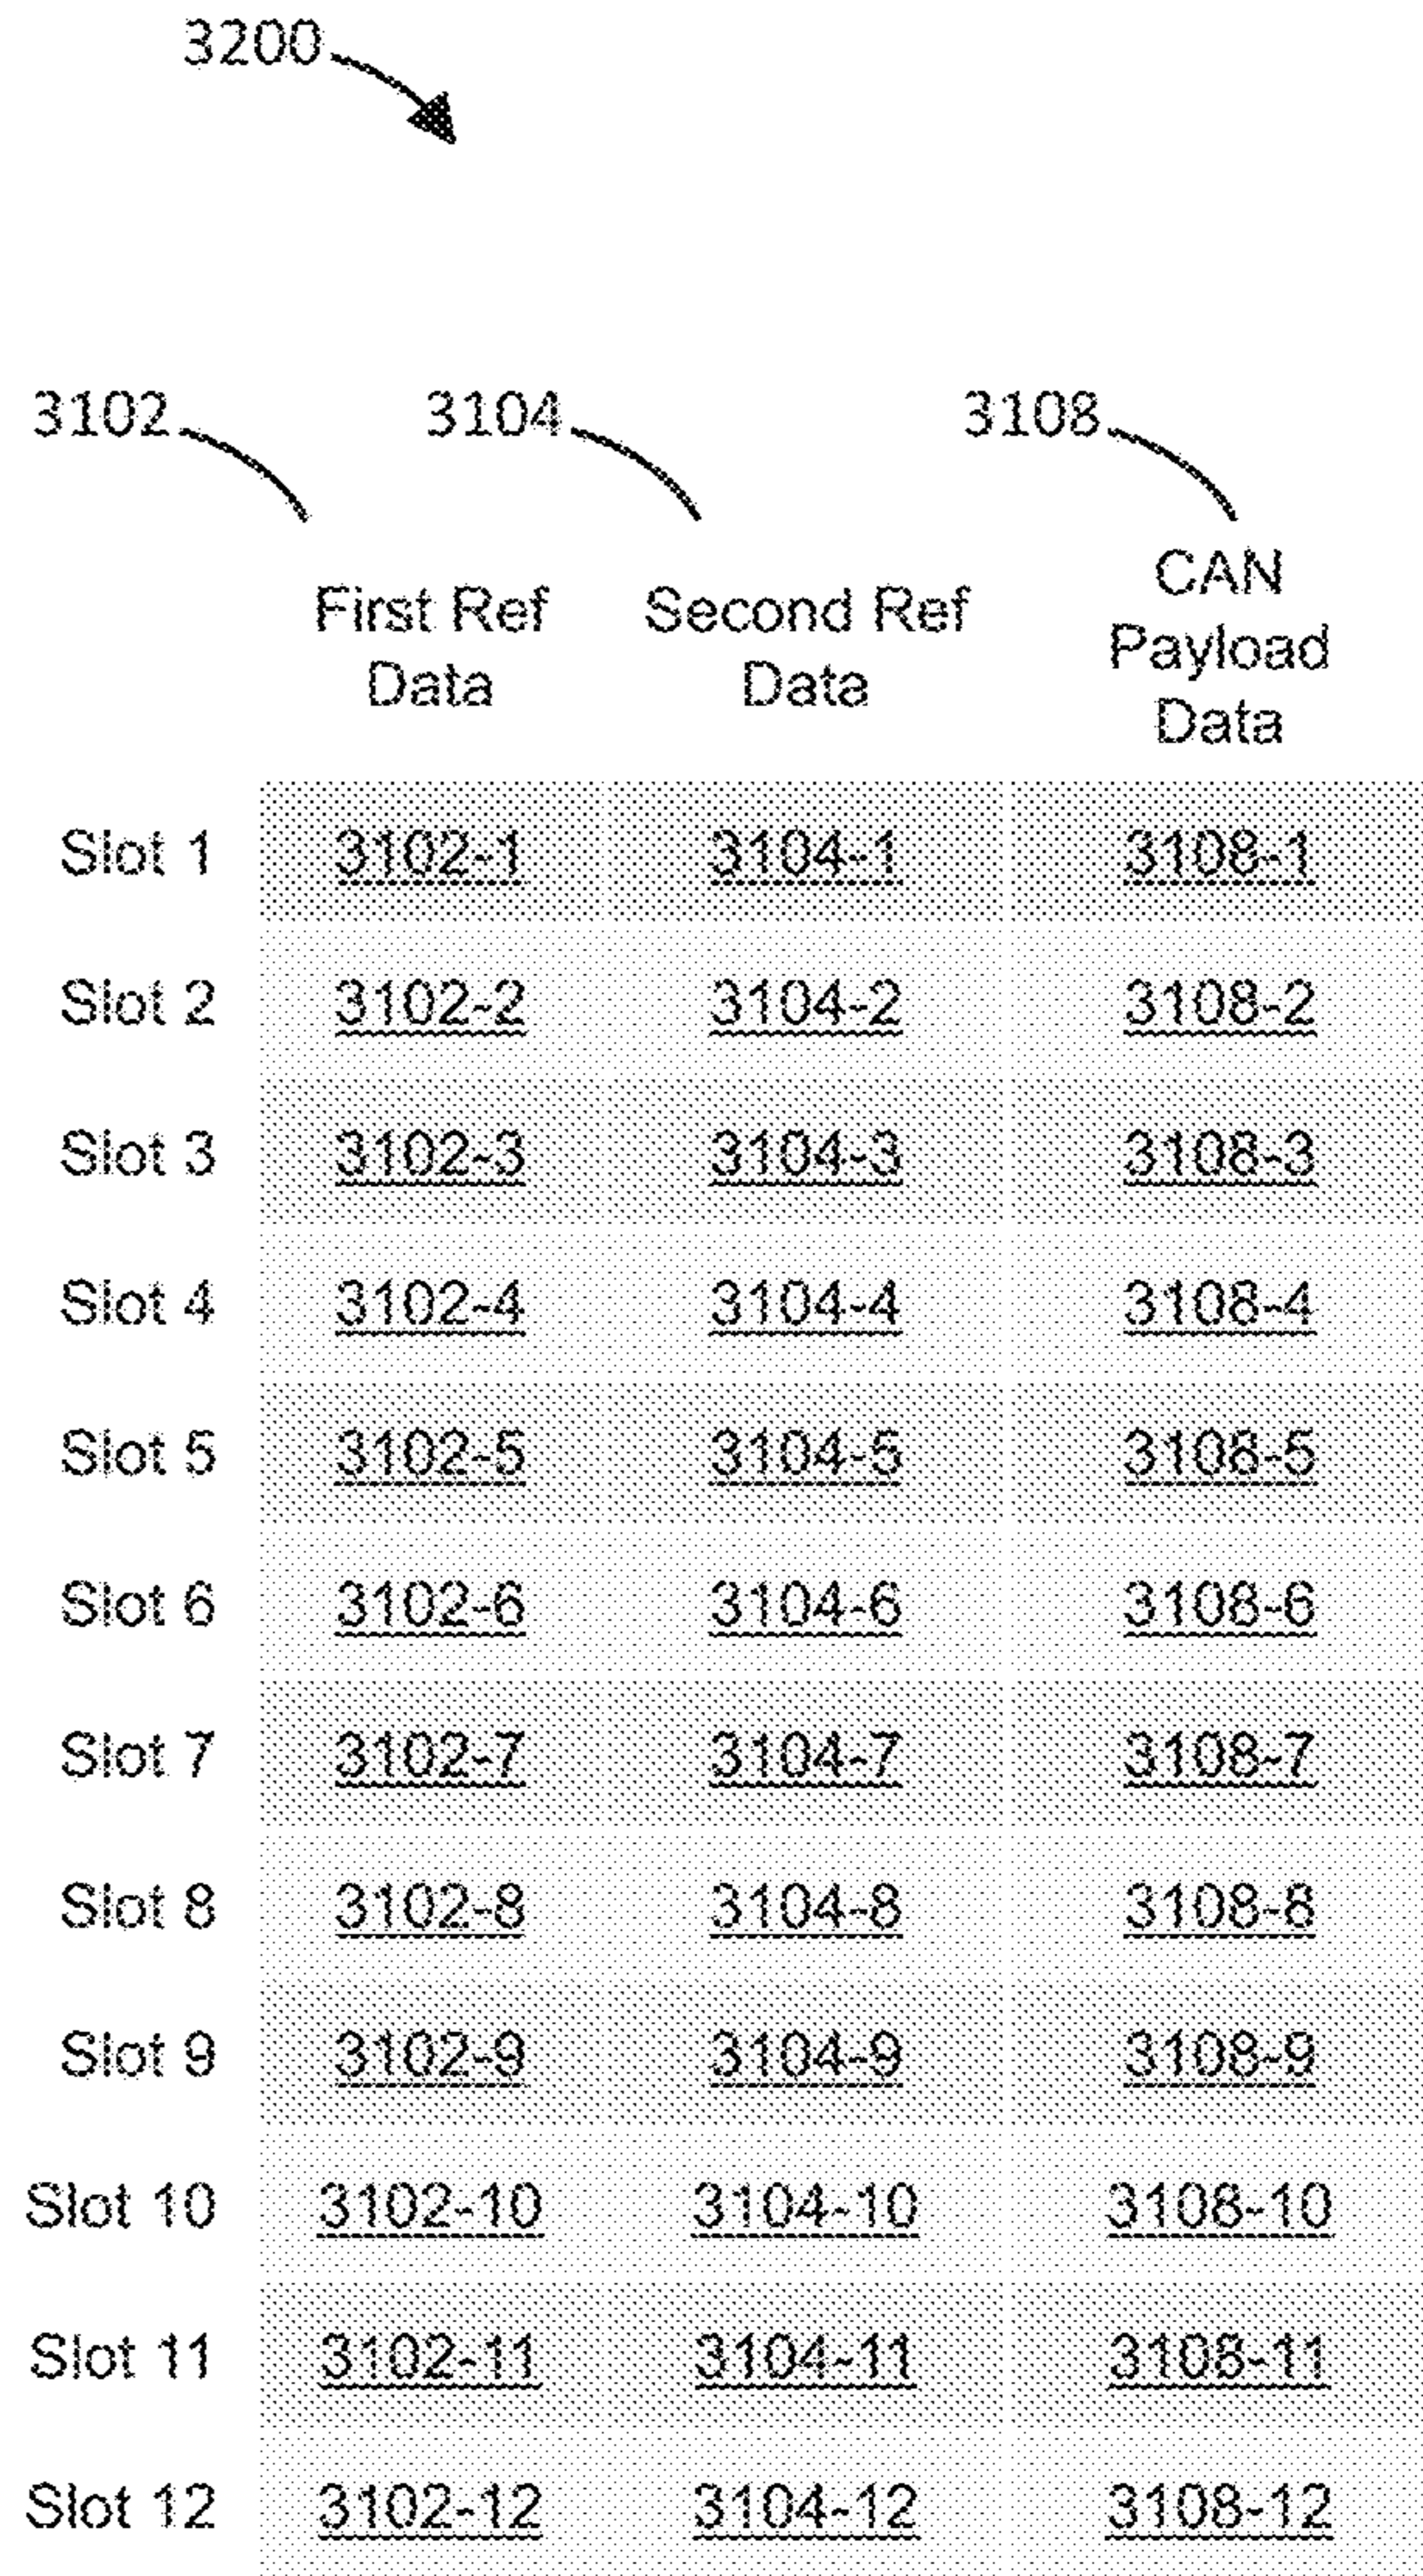 3200
3102 3104 3108
First Ref Data Second Ref Data CAN Payload Data
Slot 1 3102-1 3104-1 3108-1
Slot 2 3102-2 3104-2 3108-2
Slot 3 3102-3 3104-3 3108-3
Slot 4 3102-4 3104-4 3108-4
Slot 5 3102-5 3104-5 3108-5
Slot 6 3102-6 3104-6 3108-6
Slot 7 3102-7 3104-7 3108-7
Slot 8 3102-8 3104-8 3108-8
Slot 9 3102-9 3104-9 3108-9
Slot 10 3102-10 3104-10 3108-10
Slot 11 3102-11 3104-11 3108-11
Slot 12 3102-12 3104-12 3108-12